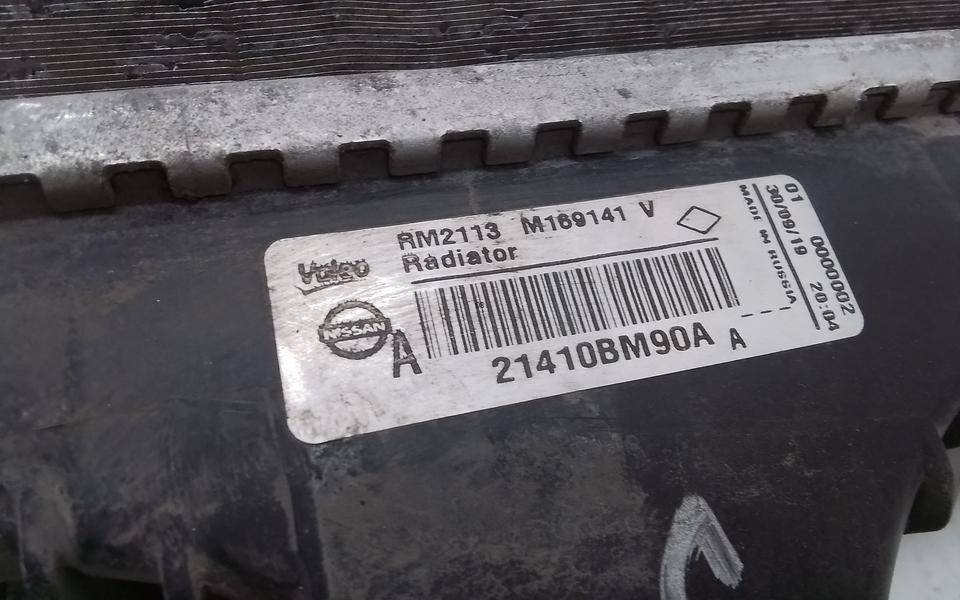 RM2113 M169141 V
Valeo Radiator
NISSAN A
21410BM90A A
MADE IN RUSSIA
30/09/19 20:04
01 0000002